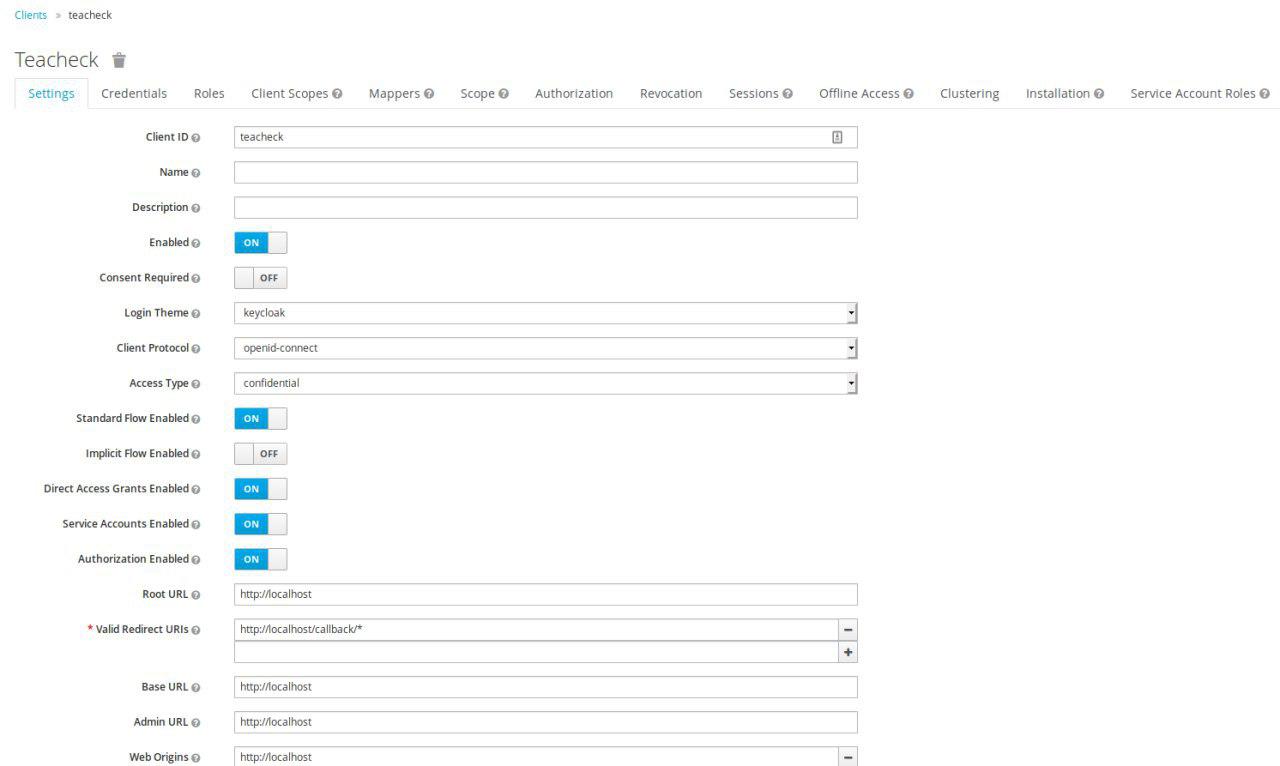 Clients » teacheck
Teacheck
Settings Credentials Roles Client Scopes Mappers Scope Authorization Revocation Sessions Offline Access Clustering Installation Service Account Roles
Client ID teacheck
Name
Description
Enabled ON
Consent Required OFF
Login Theme keycloak
Client Protocol openid-connect
Access Type confidential
Standard Flow Enabled ON
Implicit Flow Enabled OFF
Direct Access Grants Enabled ON
Service Accounts Enabled ON
Authorization Enabled ON
Root URL http://localhost
* Valid Redirect URIs http://localhost/callback/*
Base URL http://localhost
Admin URL http://localhost
Web Origins http://localhost